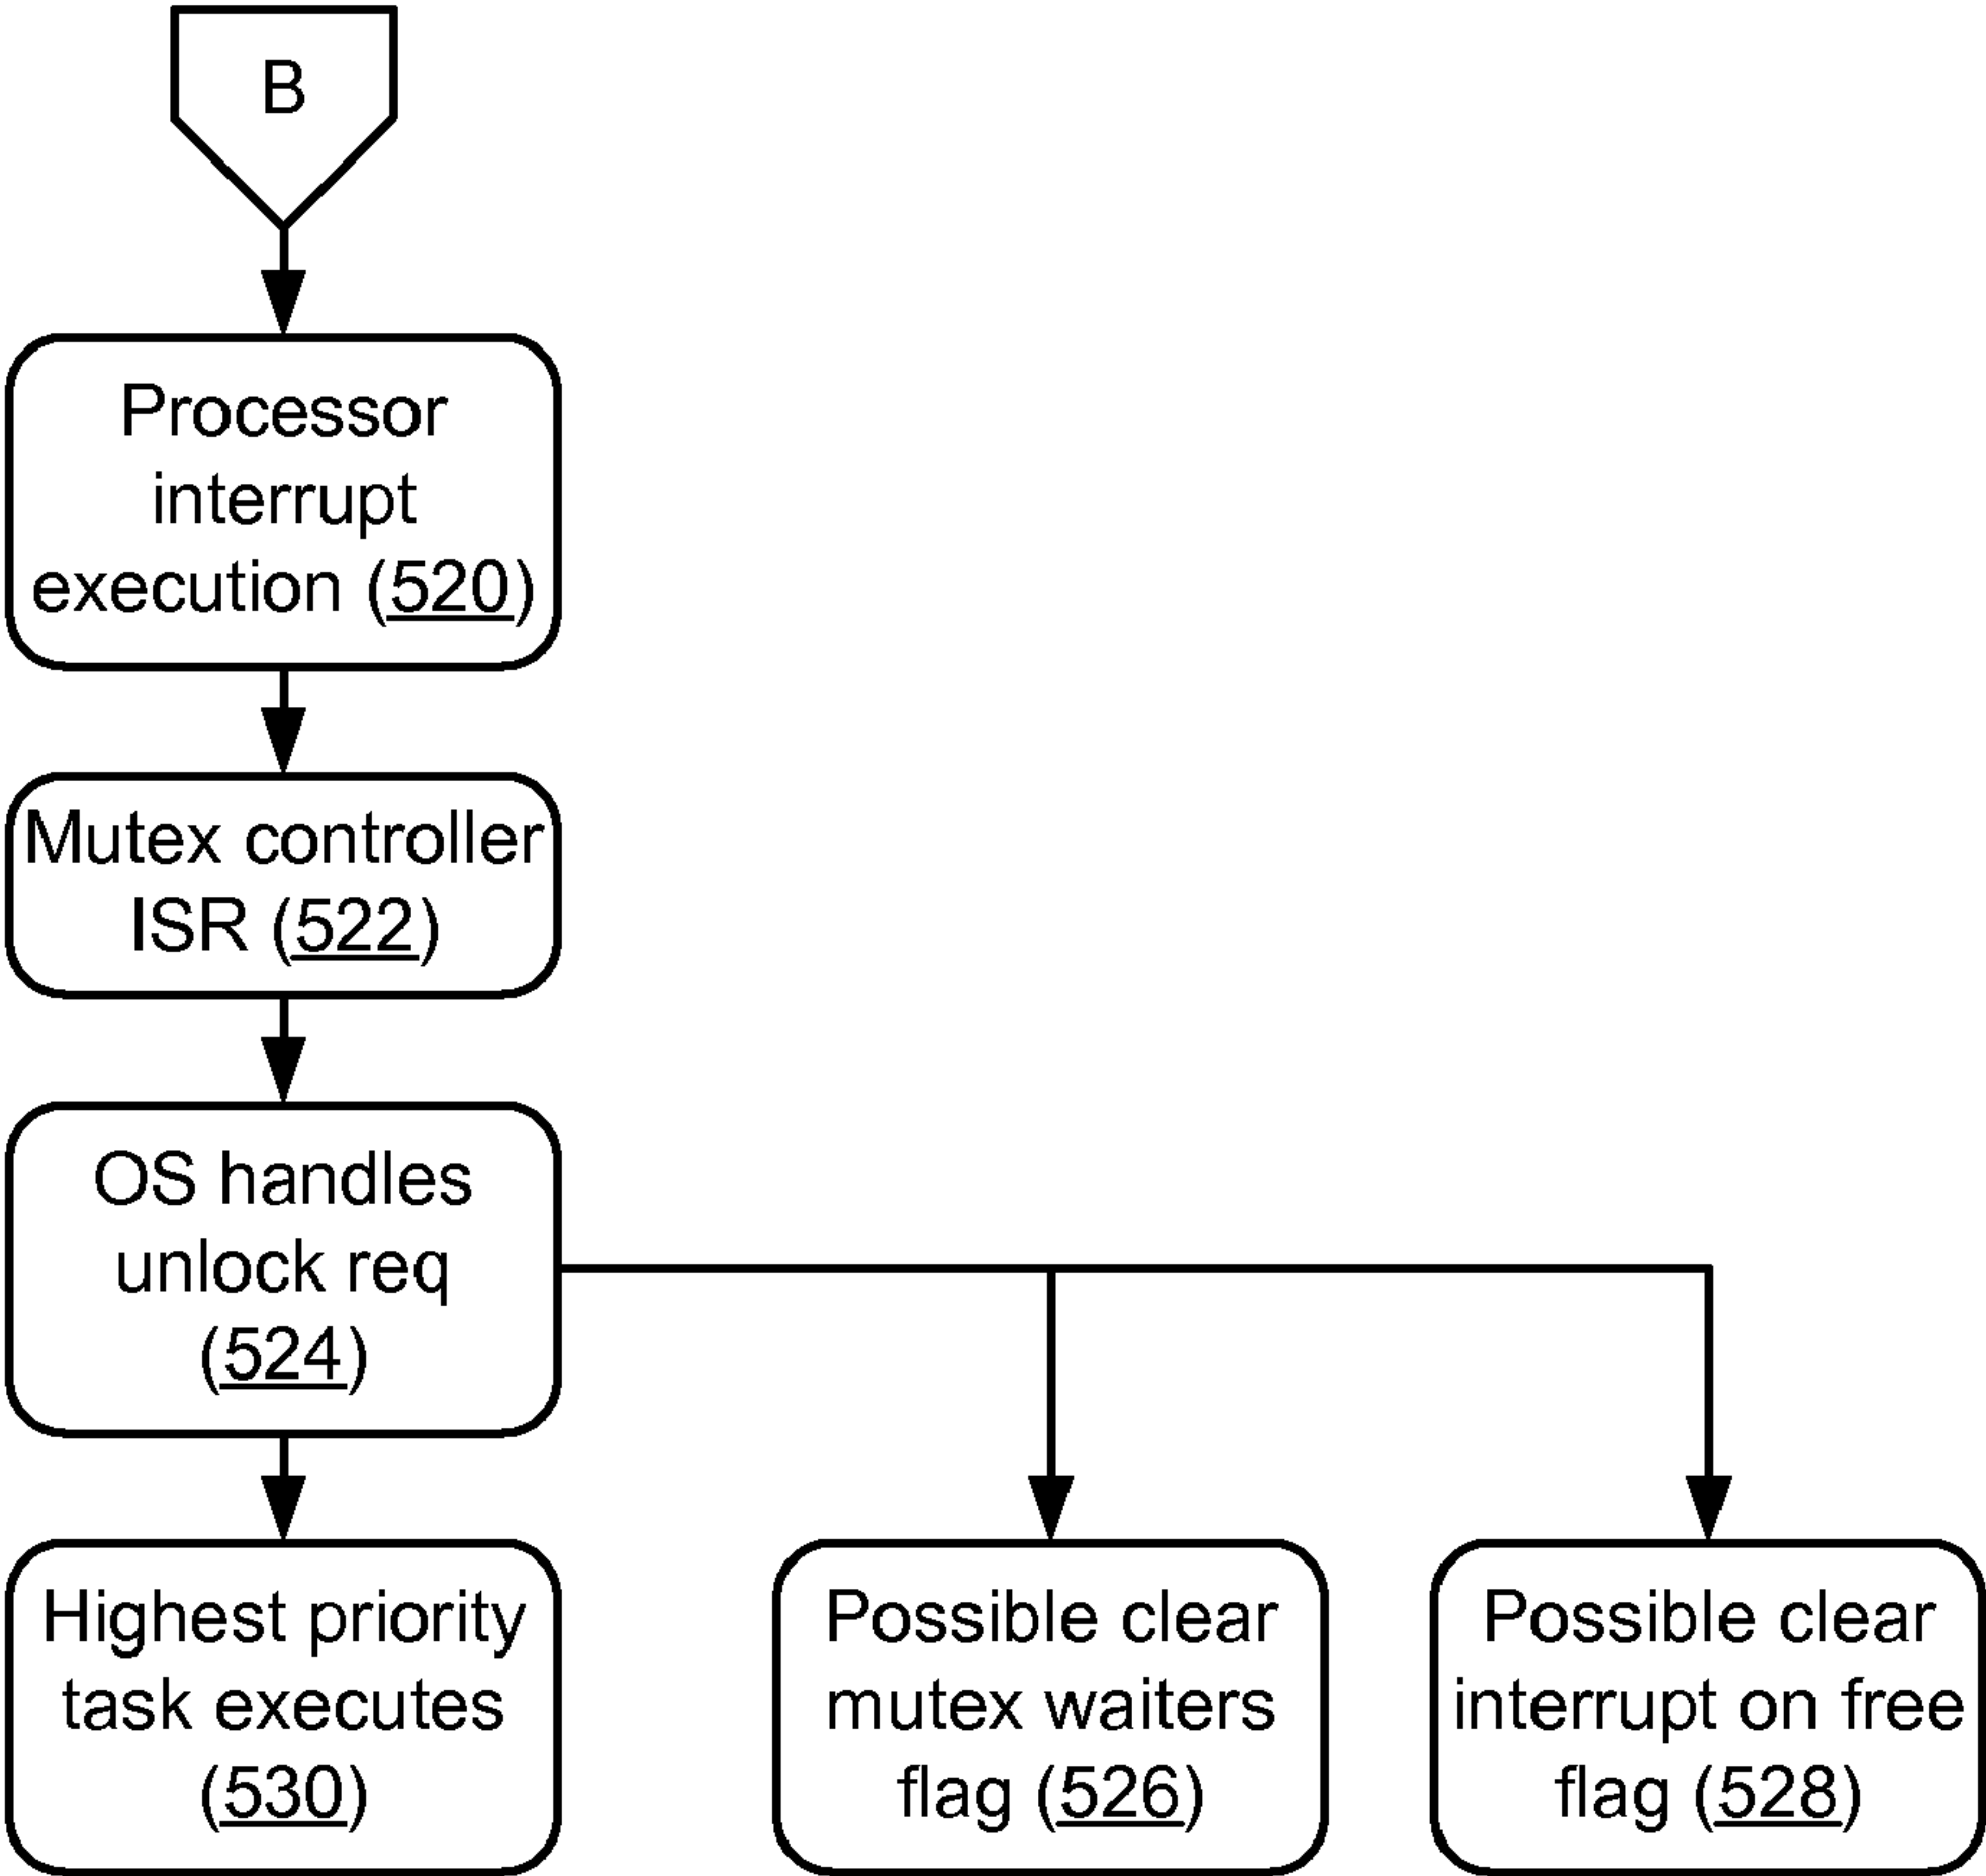 B
Processor
interrupt
execution (520)
Mutex controller
ISR (522)
OS handles
unlock req
(524)
Highest priority
task executes
(530)
Possible clear
mutex waiters
flag (526)
Possible clear
interrupt on free
flag (528)